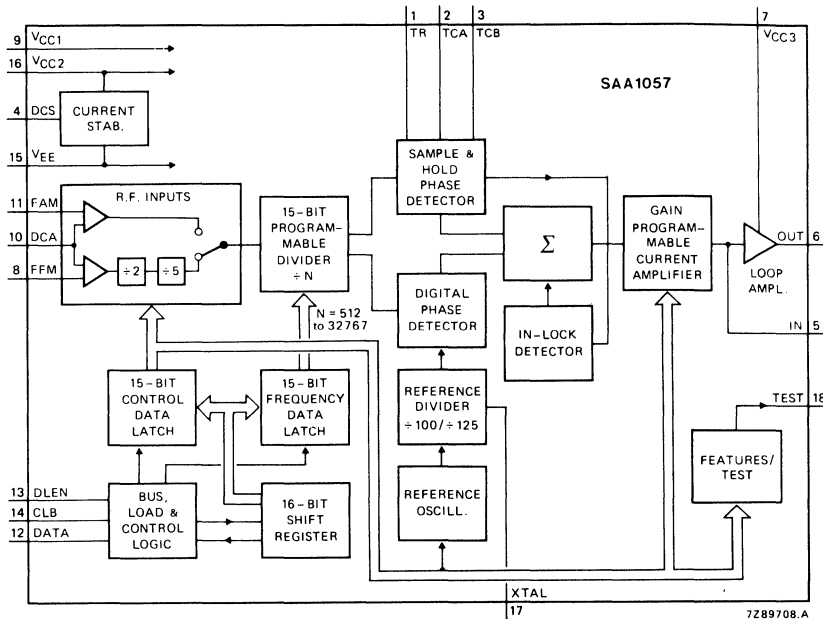 1 2 3 7
TR TCA TCB VCC3
9 VCC1
16 VCC2
SAA1057
4 DCS
CURRENT
STAB.
15 VEE
SAMPLE &
HOLD
PHASE
DETECTOR
11 FAM
R.F. INPUTS
10 DCA
8 FFM
÷2
÷5
15-BIT
PROGRAM-
MABLE
DIVIDER
÷N
Σ
GAIN
PROGRAM-
MABLE
CURRENT
AMPLIFIER
OUT 6
LOOP
AMPL.
IN 5
N = 512
to 32767
DIGITAL
PHASE
DETECTOR
IN-LOCK
DETECTOR
15-BIT
CONTROL
DATA
LATCH
15-BIT
FREQUENCY
DATA
LATCH
REFERENCE
DIVIDER
÷100/÷125
TEST 18
FEATURES/
TEST
13 DLEN
14 CLB
12 DATA
BUS,
LOAD &
CONTROL
LOGIC
16-BIT
SHIFT
REGISTER
REFERENCE
OSCILL.
XTAL
17
7Z89708.A